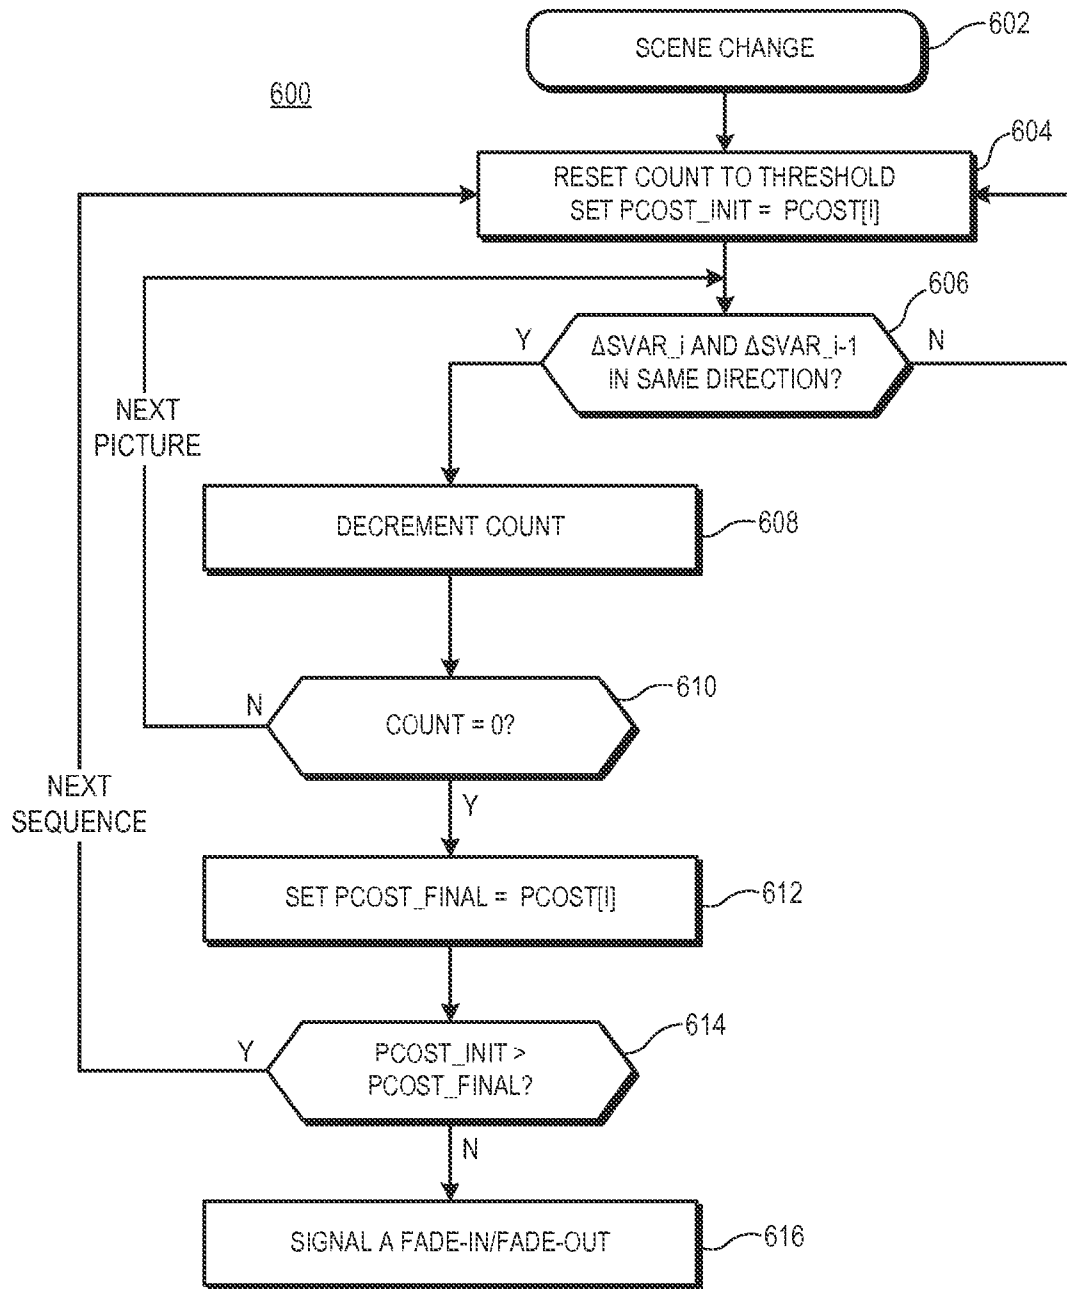 SCENE CHANGE
602
600
604
RESET COUNT TO THRESHOLD
SET PCOST_INIT = PCOST[I]
606
Y
ΔSVAR_i AND ΔSVAR_i-1
IN SAME DIRECTION?
N
NEXT
PICTURE
DECREMENT COUNT
608
N
COUNT = 0?
610
Y
NEXT
SEQUENCE
SET PCOST_FINAL = PCOST[I]
612
Y
PCOST_INIT >
PCOST_FINAL?
614
N
SIGNAL A FADE-IN/FADE-OUT
616